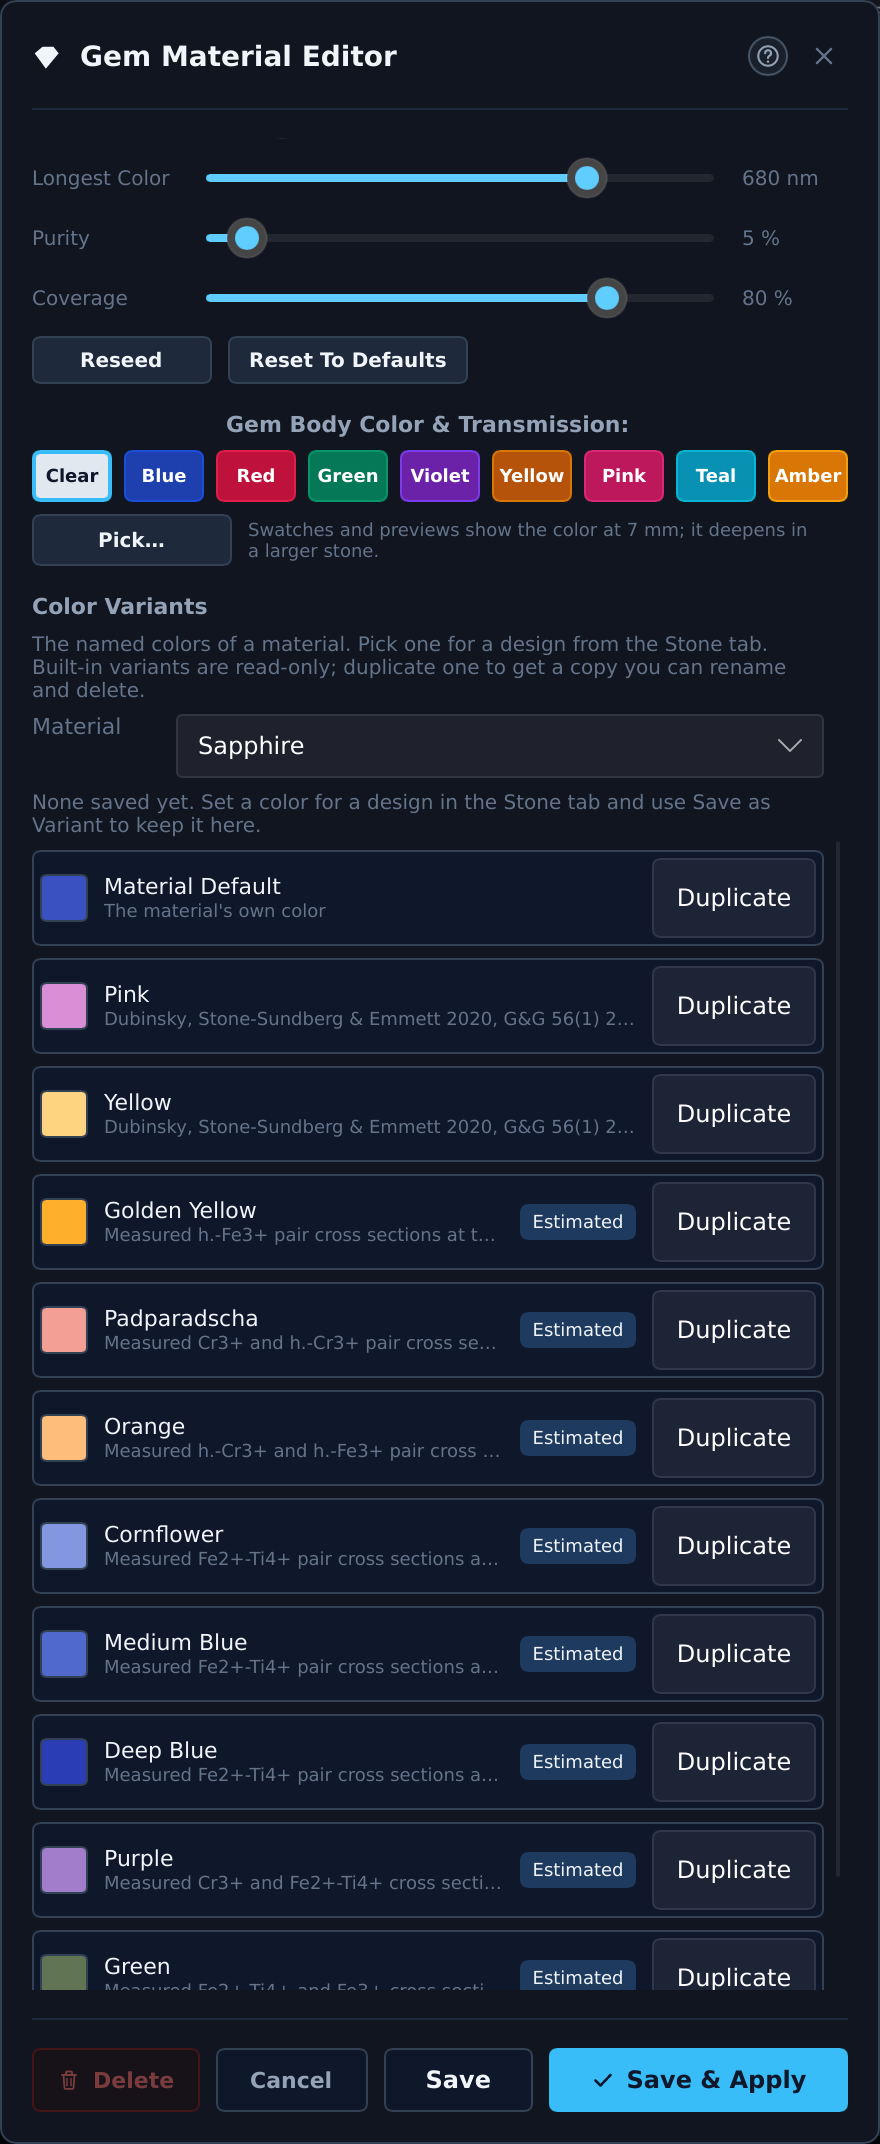 Gem Material Editor
Longest Color 680 nm
Purity 5 %
Coverage 80 %
Reseed Reset To Defaults
Gem Body Color & Transmission:
Clear Blue Red Green Violet Yellow Pink Teal Amber
Pick...
Swatches and previews show the color at 7 mm; it deepens in
a larger stone.
Color Variants
The named colors of a material. Pick one for a design from the Stone tab.
Built-in variants are read-only; duplicate one to get a copy you can rename
and delete.
Material Sapphire
None saved yet. Set a color for a design in the Stone tab and use Save as
Variant to keep it here.
Material Default
The material's own color
Duplicate
Pink
Dubinsky, Stone-Sundberg & Emmett 2020, G&G 56(1) 2...
Duplicate
Yellow
Dubinsky, Stone-Sundberg & Emmett 2020, G&G 56(1) 2...
Duplicate
Golden Yellow
Measured h.-Fe3+ pair cross sections at t...
Estimated
Duplicate
Padparadscha
Measured Cr3+ and h.-Cr3+ pair cross se...
Estimated
Duplicate
Orange
Measured h.-Cr3+ and h.-Fe3+ pair cross ...
Estimated
Duplicate
Cornflower
Measured Fe2+-Ti4+ pair cross sections a...
Estimated
Duplicate
Medium Blue
Measured Fe2+-Ti4+ pair cross sections a...
Estimated
Duplicate
Deep Blue
Measured Fe2+-Ti4+ pair cross sections a...
Estimated
Duplicate
Purple
Measured Cr3+ and Fe2+-Ti4+ cross secti...
Estimated
Duplicate
Green
Measured Fe2+-Ti4+ and Fe3+ cross secti...
Estimated
Duplicate
Delete Cancel Save Save & Apply